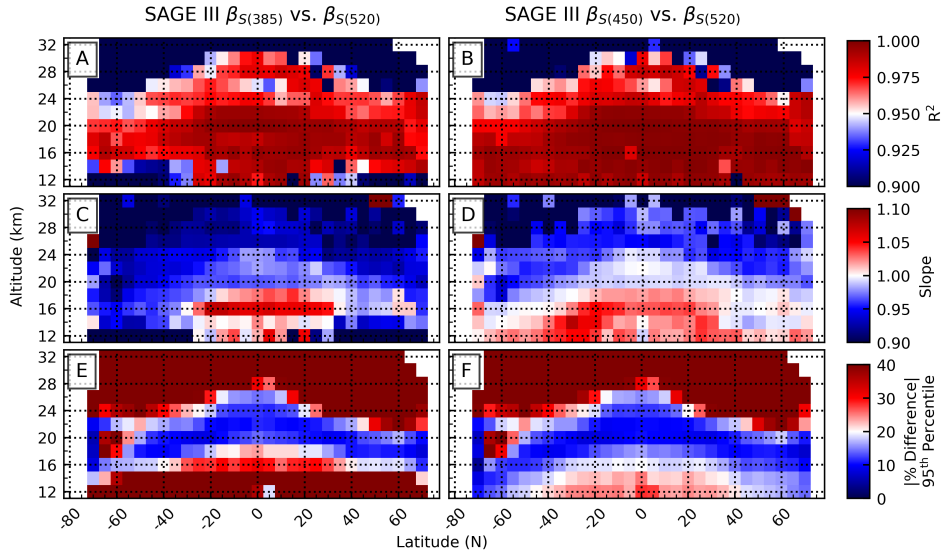 SAGE III βS(385) vs. βS(520)
SAGE III βS(450) vs. βS(520)
A
B
C
D
E
F
32
28
24
20
16
12
32
28
24
20
16
12
32
28
24
20
16
12
Altitude (km)
-80 -60 -40 -20 0 20 40 60
-80 -60 -40 -20 0 20 40 60
Latitude (N)
1.000
0.975
0.950
0.925
0.900
R²
1.10
1.05
1.00
0.95
0.90
Slope
40
30
20
10
0
|% Difference|
95th Percentile